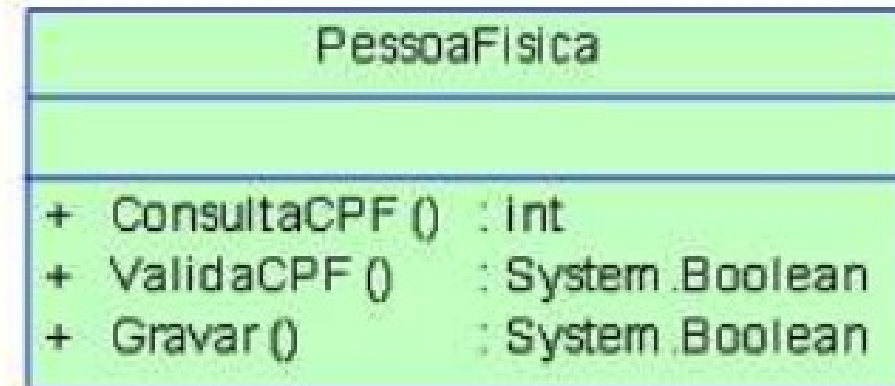 PessoaFisica
+ ConsultaCPF () : int
+ ValidaCPF () : System .Boolean
+ Gravar () : System .Boolean